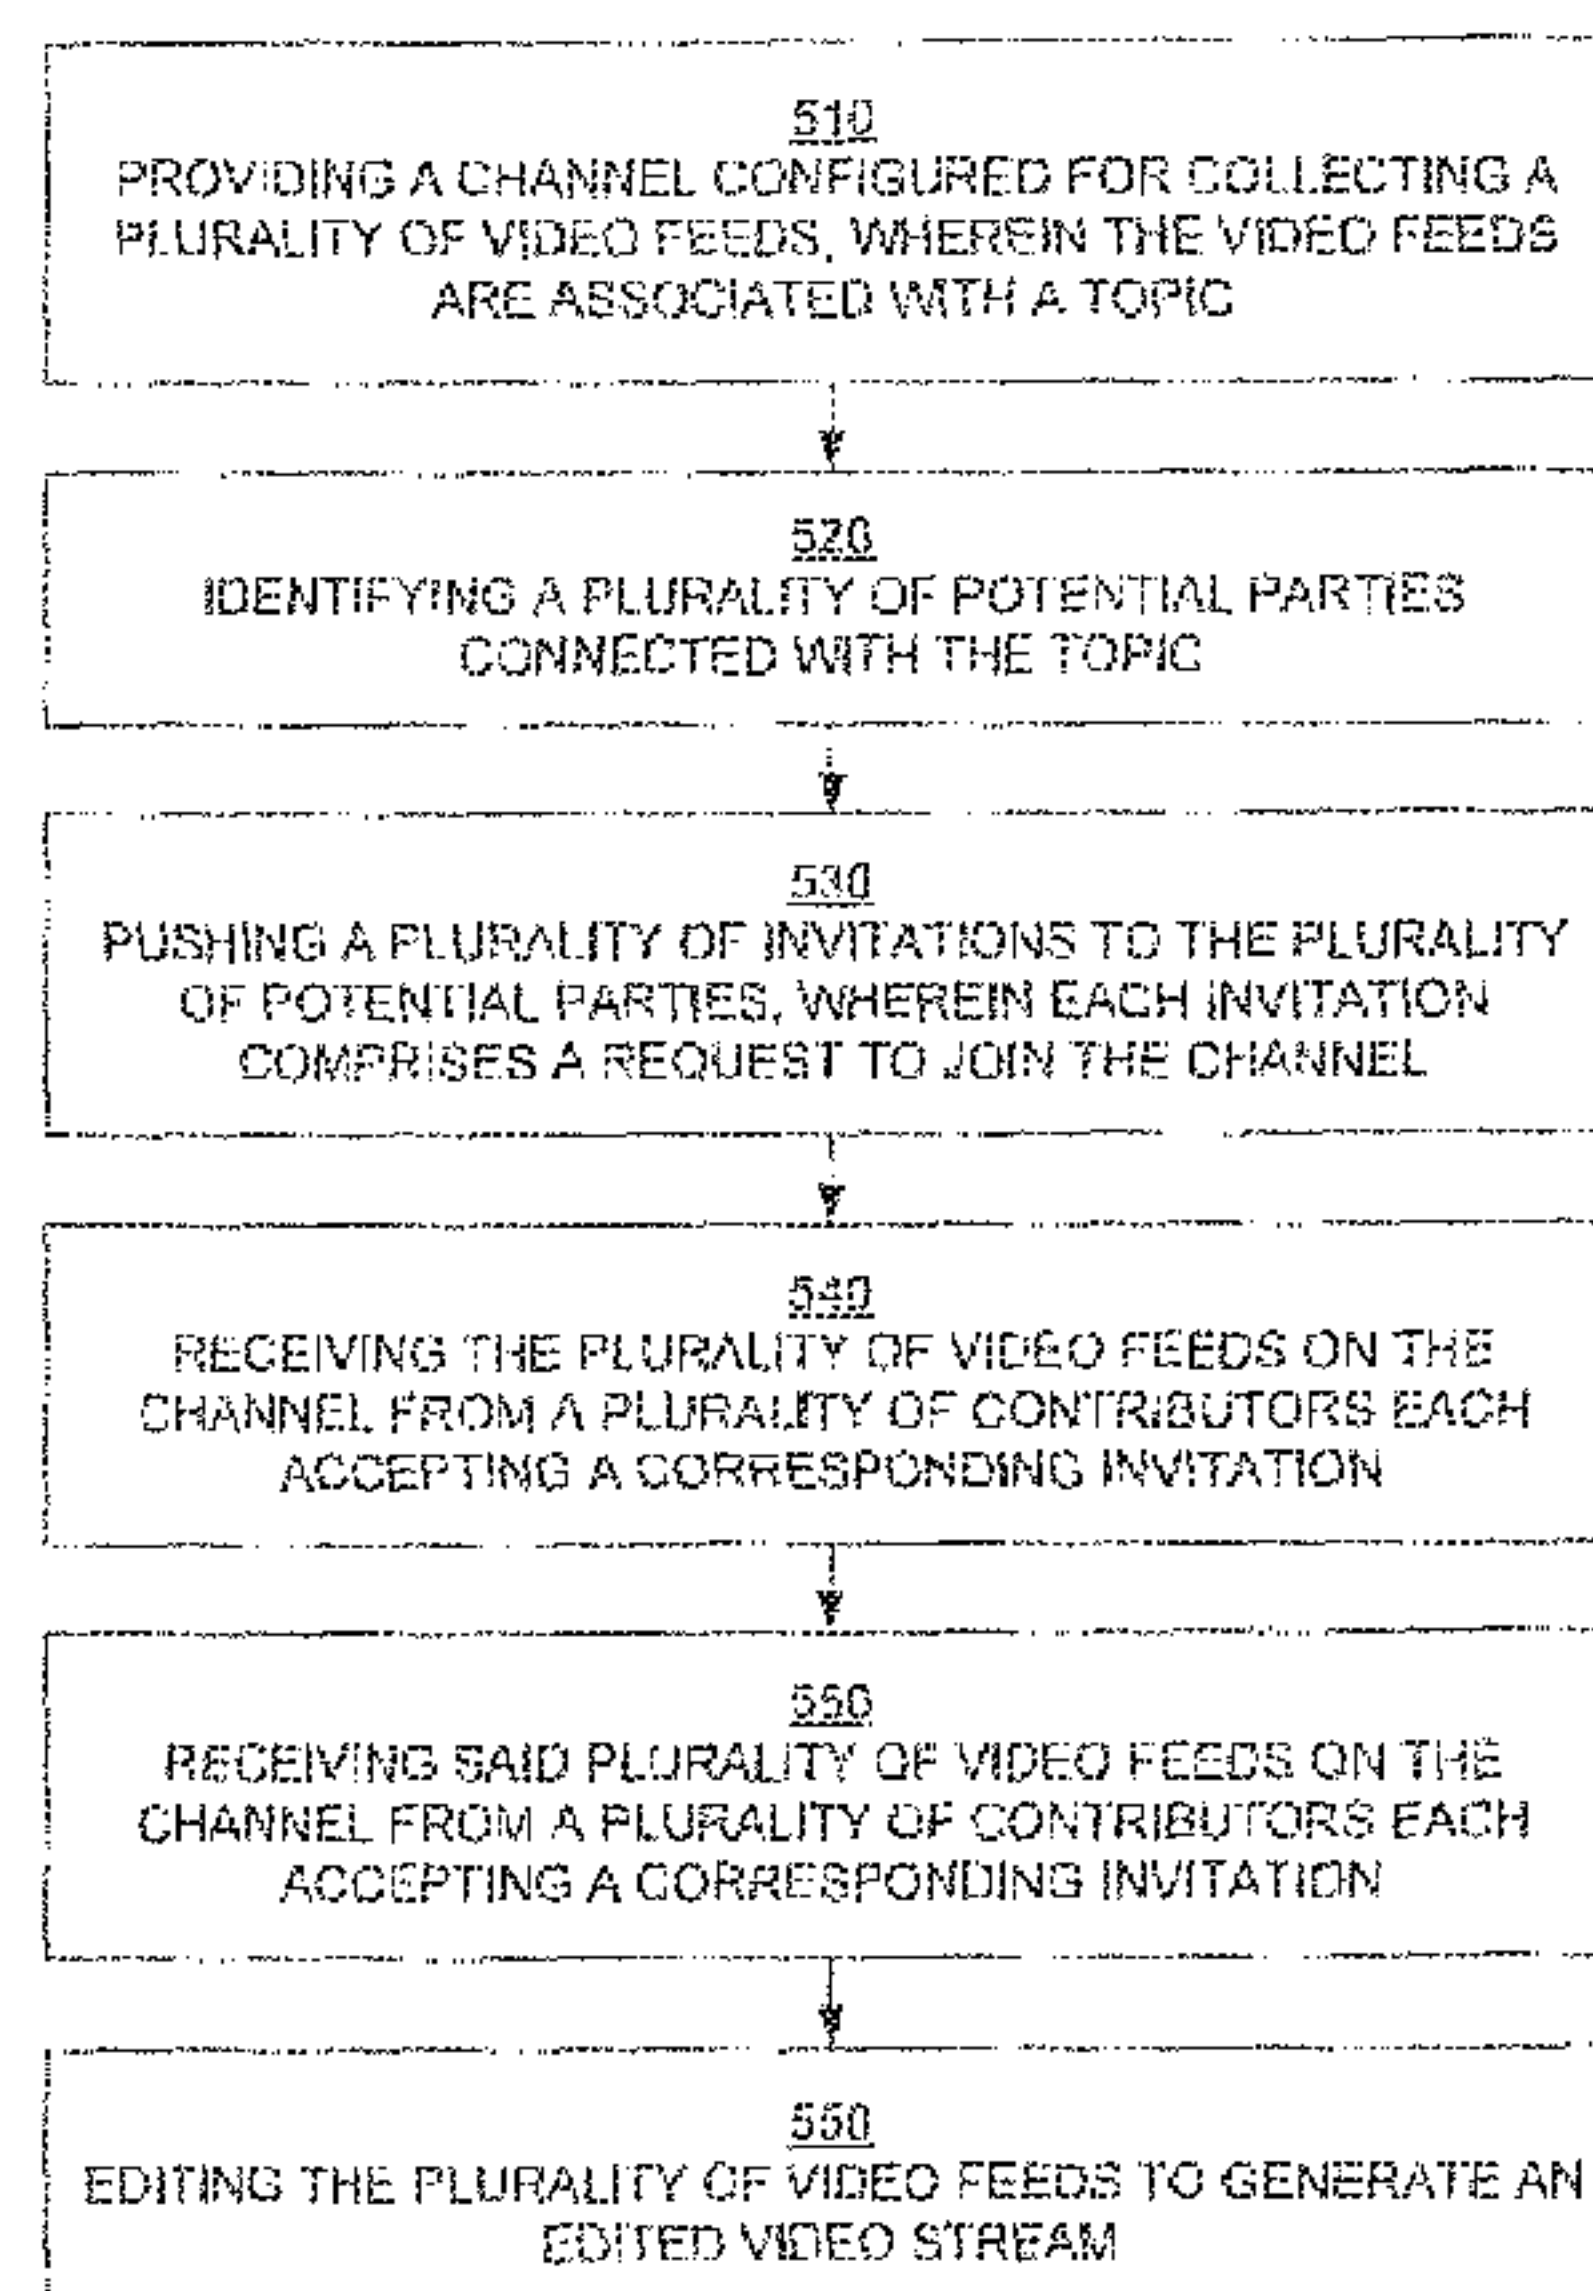 510
PROVIDING A CHANNEL CONFIGURED FOR COLLECTING A
PLURALITY OF VIDEO FEEDS, WHEREIN THE VIDEO FEEDS
ARE ASSOCIATED WITH A TOPIC
520
IDENTIFYING A PLURALITY OF POTENTIAL PARTIES
CONNECTED WITH THE TOPIC
530
PUSHING A PLURALITY OF INVITATIONS TO THE PLURALITY
OF POTENTIAL PARTIES, WHEREIN EACH INVITATION
COMPRISES A REQUEST TO JOIN THE CHANNEL
540
RECEIVING THE PLURALITY OF VIDEO FEEDS ON THE
CHANNEL FROM A PLURALITY OF CONTRIBUTORS EACH
ACCEPTING A CORRESPONDING INVITATION
550
RECEIVING SAID PLURALITY OF VIDEO FEEDS ON THE
CHANNEL FROM A PLURALITY OF CONTRIBUTORS EACH
ACCEPTING A CORRESPONDING INVITATION
550
EDITING THE PLURALITY OF VIDEO FEEDS TO GENERATE AN
EDITED VIDEO STREAM